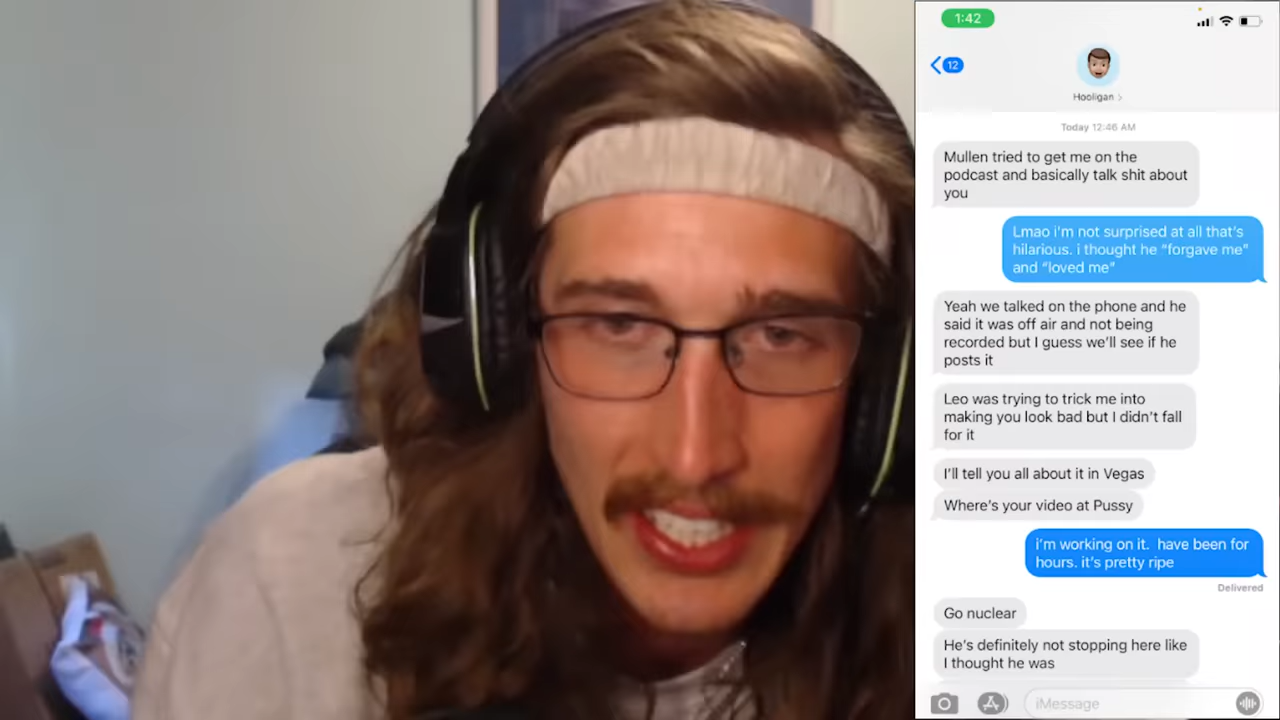 1:42
12
Hooligan
Today 12:46 AM
Mullen tried to get me on the
podcast and basically talk shit about
you
Lmao i'm not surprised at all that's
hilarious. i thought he “forgave me”
and “loved me”
Yeah we talked on the phone and he
said it was off air and not being
recorded but I guess we'll see if he
posts it
Leo was trying to trick me into
making you look bad but I didn't fall
for it
I'll tell you all about it in Vegas
Where's your video at Pussy
i'm working on it.  have been for
hours. it's pretty ripe
Delivered
Go nuclear
He's definitely not stopping here like
I thought he was
iMessage